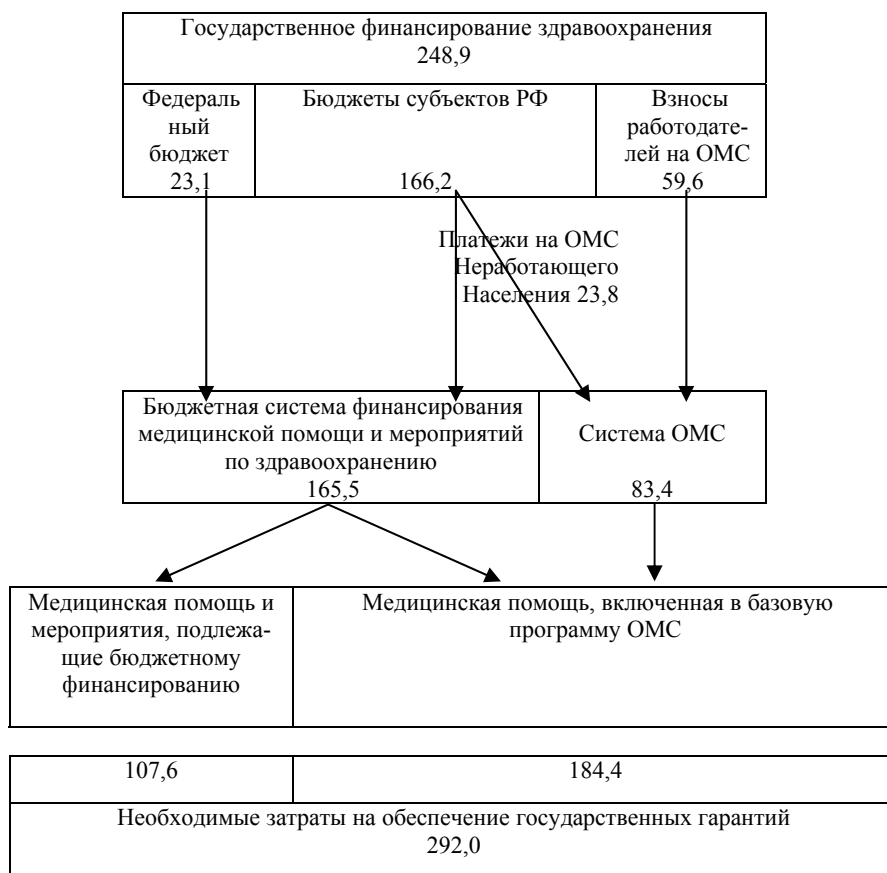 Государственное финансирование здравоохранения
248,9
Федераль
ный
бюджет
23,1
Бюджеты субъектов РФ
166,2
Взносы
работодате-
лей на ОМС
59,6
Платежи на ОМС
Неработающего
Населения 23,8
Бюджетная система финансирования
медицинской помощи и мероприятий
по здравоохранению
165,5
Система ОМС
83,4
Медицинская помощь и
мероприятия, подлежа-
щие бюджетному
финансированию
Медицинская помощь, включенная в базовую
программу ОМС
107,6
184,4
Необходимые затраты на обеспечение государственных гарантий
292,0